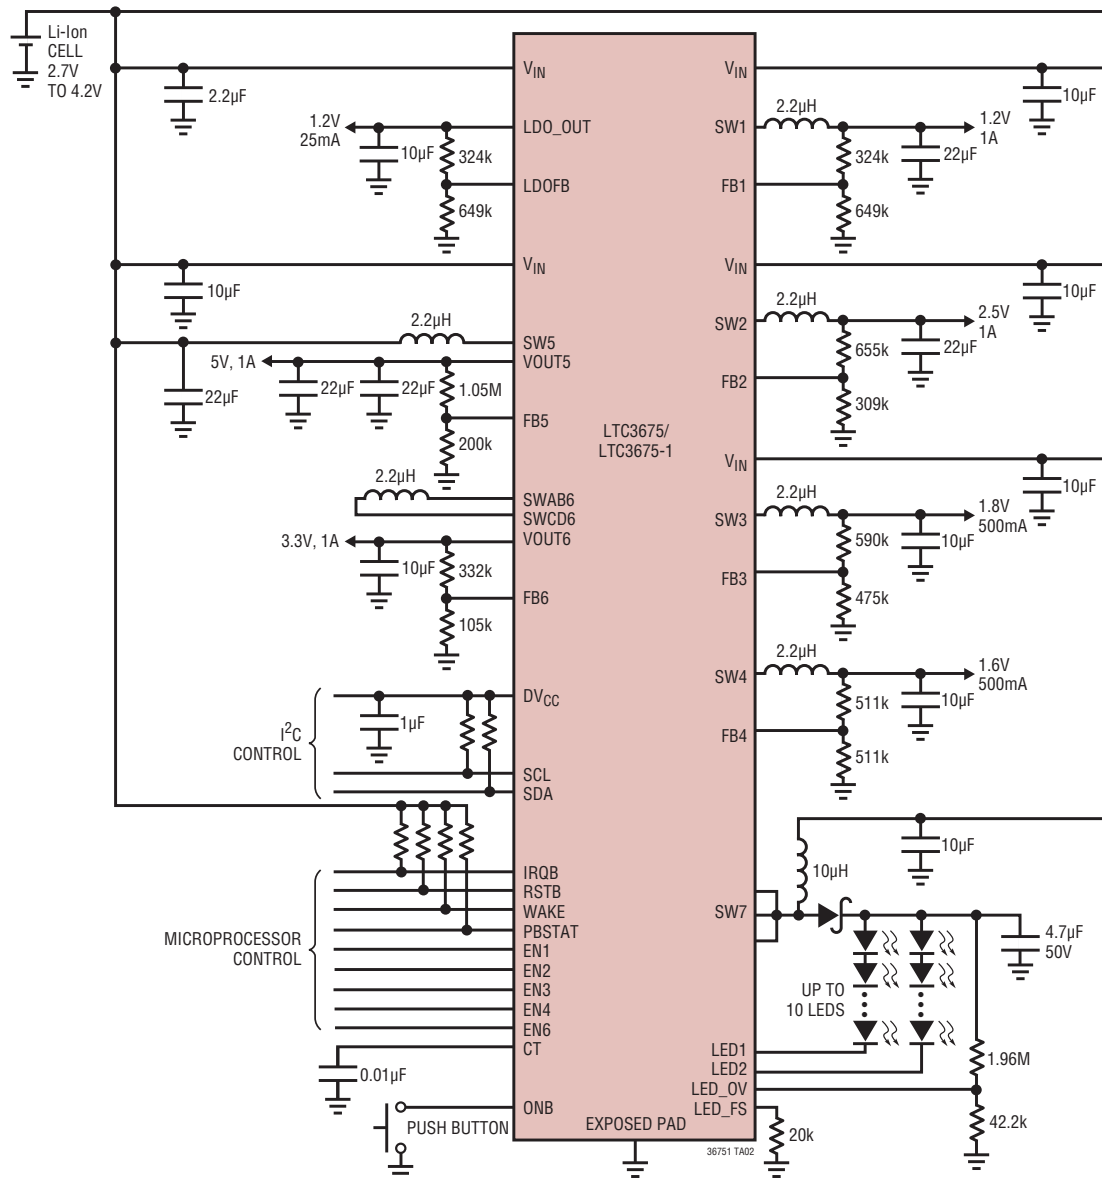 Li-Ion
CELL
2.7V
TO 4.2V
2.2µF
1.2V
25mA
10µF
324k
649k
10µF
2.2µH
5V, 1A
22µF
22µF
22µF
1.05M
200k
2.2µH
3.3V, 1A
10µF
332k
105k
I2C
CONTROL
1µF
MICROPROCESSOR
CONTROL
0.01µF
PUSH BUTTON
VIN
LDO_OUT
LDOFB
VIN
SW5
VOUT5
FB5
SWAB6
SWCD6
VOUT6
FB6
DVCC
SCL
SDA
IRQB
RSTB
WAKE
PBSTAT
EN1
EN2
EN3
EN4
EN6
CT
ONB
LTC3675/
LTC3675-1
EXPOSED PAD
VIN
SW1
FB1
VIN
SW2
FB2
VIN
SW3
FB3
SW4
FB4
SW7
LED1
LED2
LED_OV
LED_FS
10µF
2.2µH
1.2V
1A
324k
22µF
649k
10µF
2.2µH
2.5V
1A
655k
22µF
309k
10µF
2.2µH
1.8V
500mA
590k
10µF
475k
2.2µH
1.6V
500mA
511k
10µF
511k
10µF
10µH
4.7µF
50V
UP TO
10 LEDS
1.96M
42.2k
20k
36751 TA02